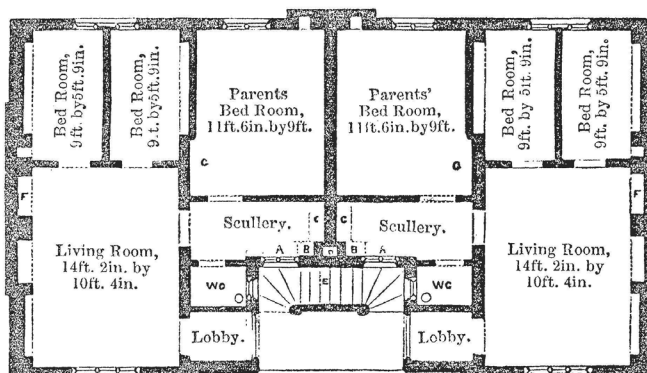 Bed Room,
9ft. by 5ft. 9in.
Bed Room,
9.t. by 5ft. 9in.
Parents
Bed Room,
11ft. 6in. by 9ft.
Parents'
Bed Room,
11ft. 6in. by 9ft.
Bed Room,
9ft. by 5it. 9in.
Bed Room,
9ft. by 5ft. 9in.
G
G
F
F
Living Room,
14ft. 2in. by
10ft. 4in.
Scullery.
C
C
Scullery.
A
B
D
B
A
Living Room,
14ft. 2in. by
10ft. 4in.
WC
E
WC
Lobby.
Lobby.